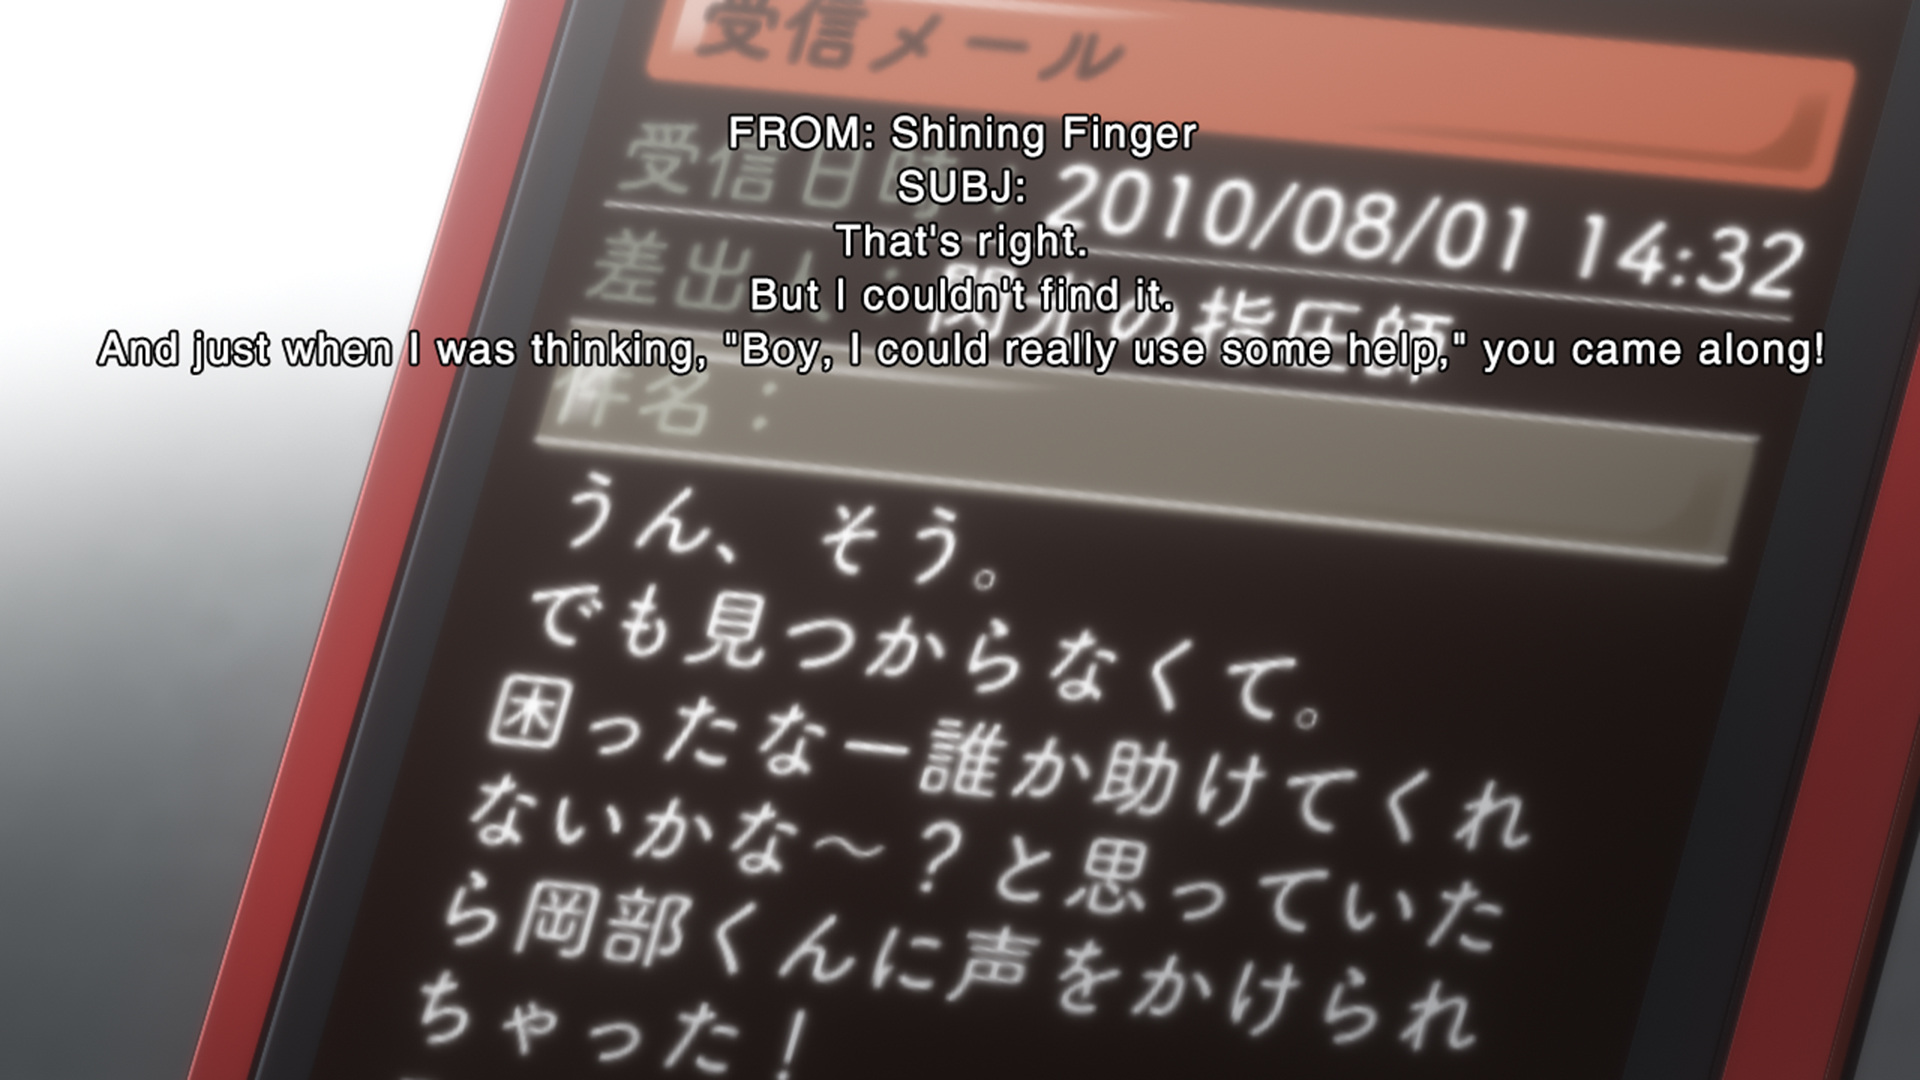 受信メール
FROM: Shining Finger
SUBJ:
That's right.
But I couldn't find it.
And just when I was thinking, "Boy, I could really use some help," you came along!
受信日時： 2010/08/01 14:32
差出人：閃光の指圧師
件名：
うん、そう。
でも見つからなくて。
困ったなー誰か助けてくれ
ないかな～？と思っていた
ら岡部くんに声をかけられ
ちゃった！